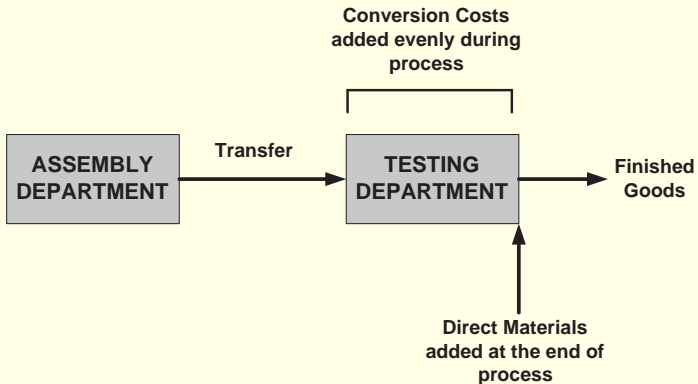 Conversion Costs
added evenly during
process
ASSEMBLY
DEPARTMENT
Transfer
TESTING
DEPARTMENT
Finished
Goods
Direct Materials
added at the end of
process